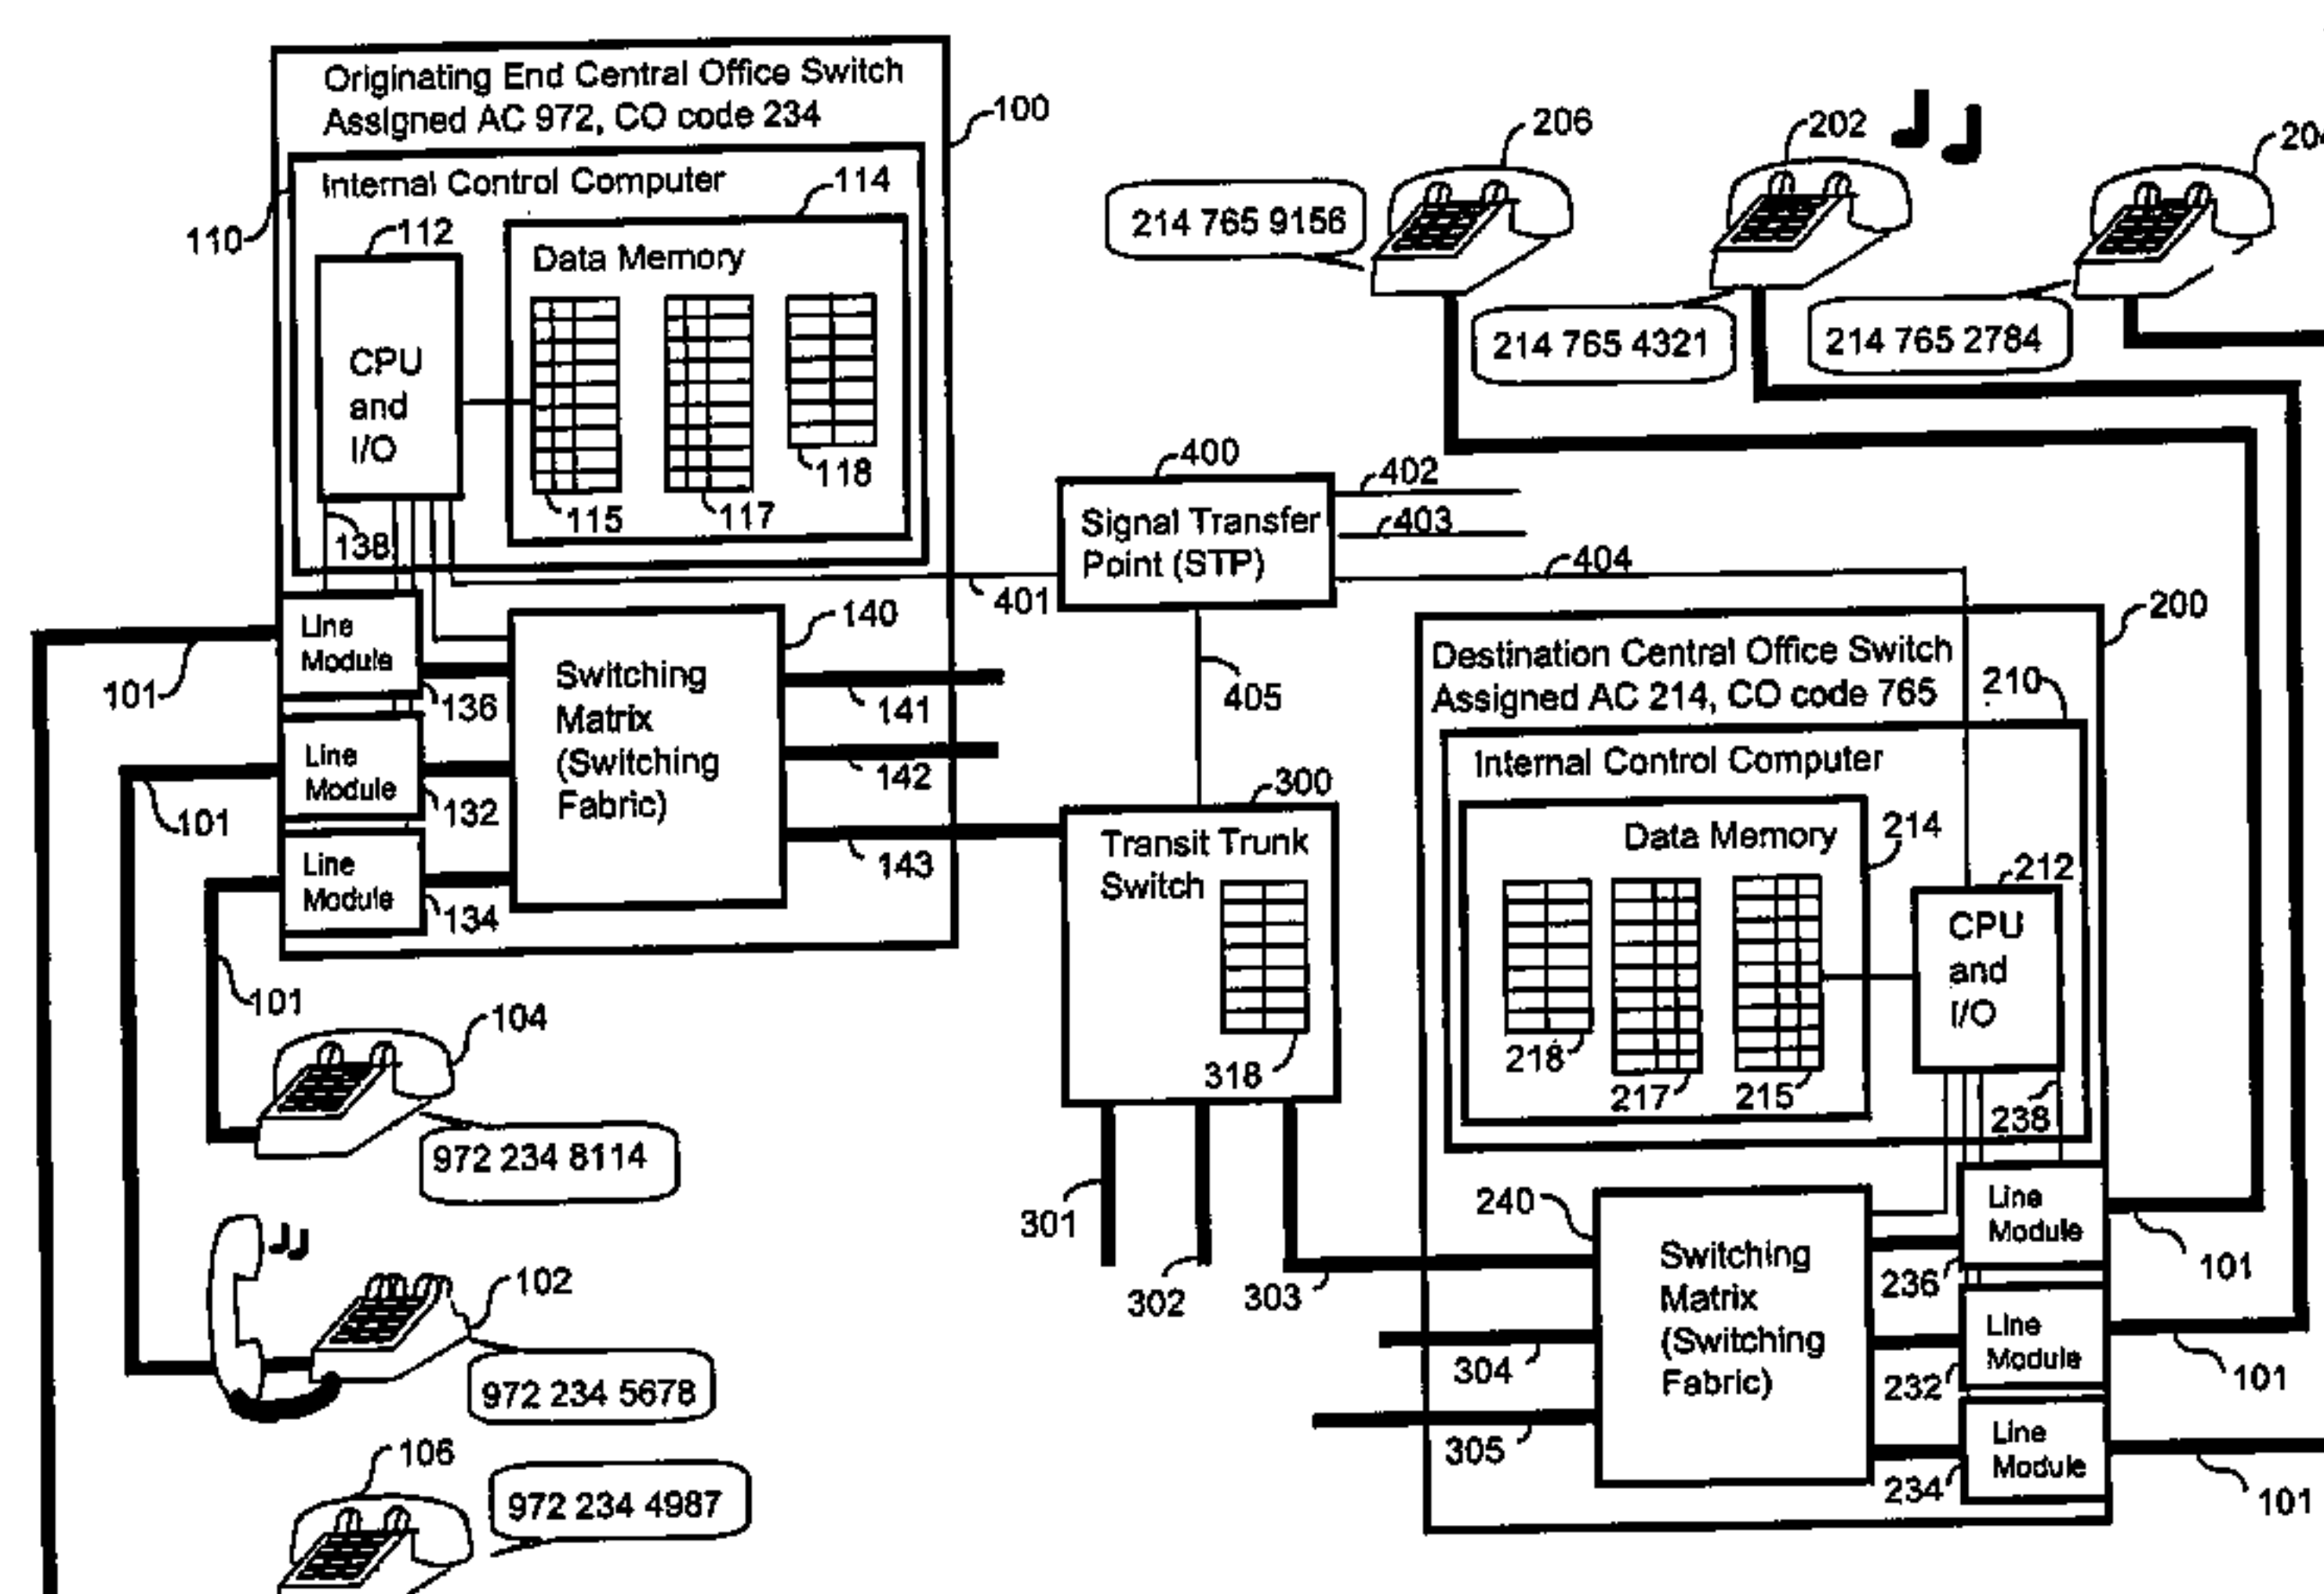 Originating End Central Office Switch
Assigned AC 972, CO code 234
100
Internal Control Computer
110
112
114
Data Memory
CPU
and
I/O
115
117
118
138
401
Line
Module
136
101
Line
Module
132
101
Line
Module
134
101
140
Switching
Matrix
(Switching
Fabric)
141
142
143
104
972 234 8114
102
972 234 5678
106
972 234 4987
206
214 765 9156
202
214 765 4321
214 765 2784
400
Signal Transfer
Point (STP)
402
403
404
405
300
Transit Trunk
Switch
318
301
302
303
200
Destination Central Office Switch
Assigned AC 214, CO code 765
210
Internal Control Computer
Data Memory
214
212
CPU
and
I/O
218
217
215
238
240
Switching
Matrix
(Switching
Fabric)
304
305
Line
Module
236
101
Line
Module
232
101
Line
Module
234
101